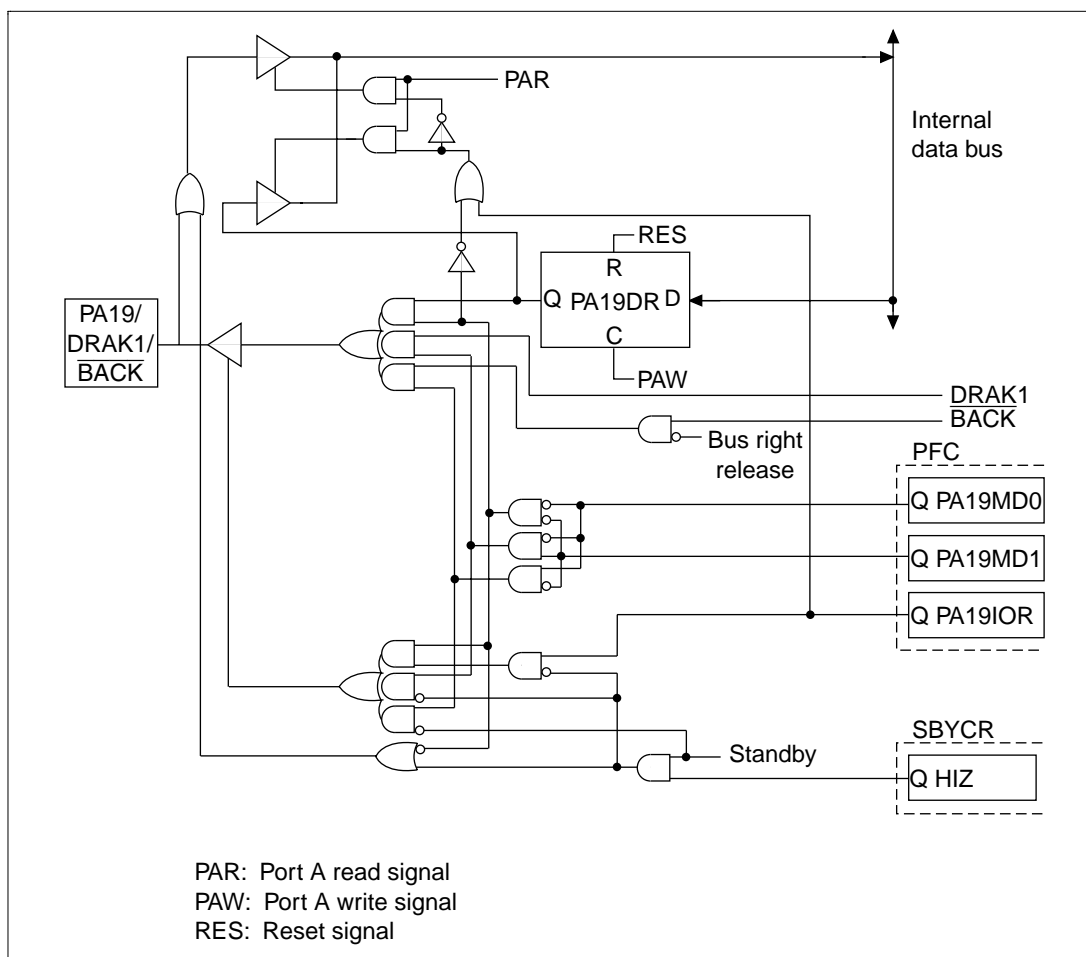 PAR
Internal
data bus
RES
R
Q PA19DR D
C
PAW
PA19/
DRAK1/
BACK
DRAK1
BACK
Bus right
release
PFC
Q PA19MD0
Q PA19MD1
Q PA19IOR
SBYCR
Standby
Q HIZ
PAR: Port A read signal
PAW: Port A write signal
RES: Reset signal